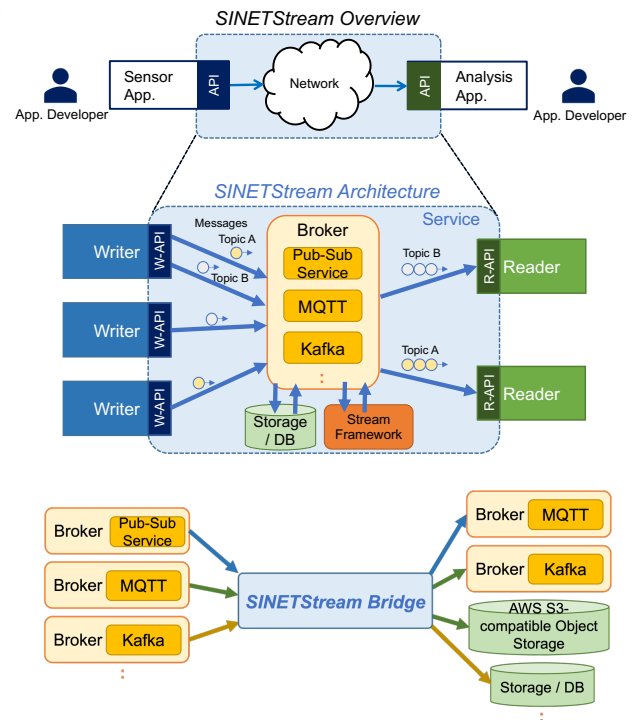 SINETStream Overview
Sensor
App.
API
Network
API
Analysis
App.
App. Developer
App. Developer
SINETStream Architecture
Service
Messages
Topic A
Topic B
Writer
W-API
Writer
W-API
Writer
W-API
Broker
Pub-Sub
Service
MQTT
Kafka
:
Topic B
Topic A
R-API
Reader
R-API
Reader
Storage
/ DB
Stream
Framework
Broker
Pub-Sub
Service
Broker
MQTT
Broker
Kafka
:
SINETStream Bridge
Broker
MQTT
Broker
Kafka
AWS S3-
compatible Object
Storage
Storage / DB
: